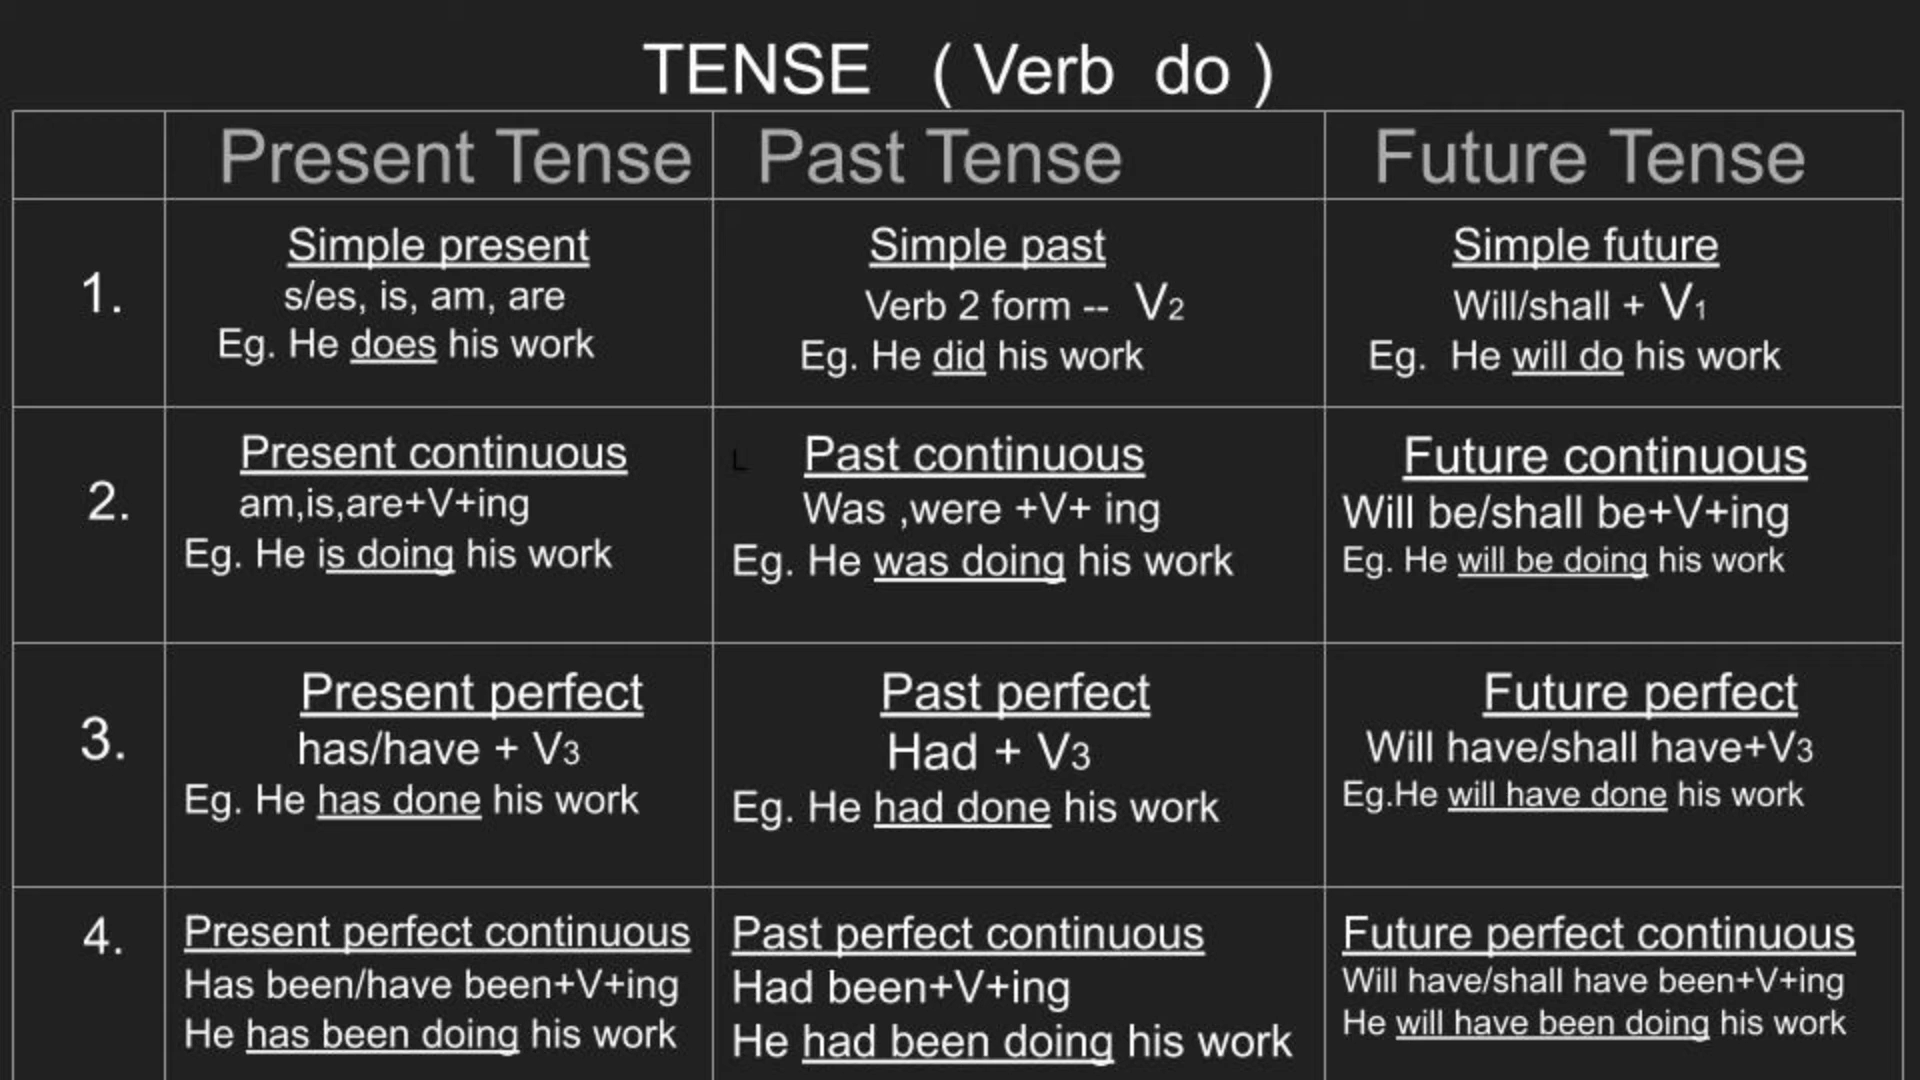 TENSE ( Verb do )
Present Tense
Past Tense
Future Tense
1.
Simple present
s/es, is, am, are
Eg. He does his work
Simple past
Verb 2 form -- V2
Eg. He did his work
Simple future
Will/shall + V1
Eg. He will do his work
2.
Present continuous
am,is,are+V+ing
Eg. He is doing his work
L
Past continuous
Was ,were +V+ ing
Eg. He was doing his work
Future continuous
Will be/shall be+V+ing
Eg. He will be doing his work
3.
Present perfect
has/have + V3
Eg. He has done his work
Past perfect
Had + V3
Eg. He had done his work
Future perfect
Will have/shall have+V3
Eg.He will have done his work
4.
Present perfect continuous
Has been/have been+V+ing
He has been doing his work
Past perfect continuous
Had been+V+ing
He had been doing his work
Future perfect continuous
Will have/shall have been+V+ing
He will have been doing his work